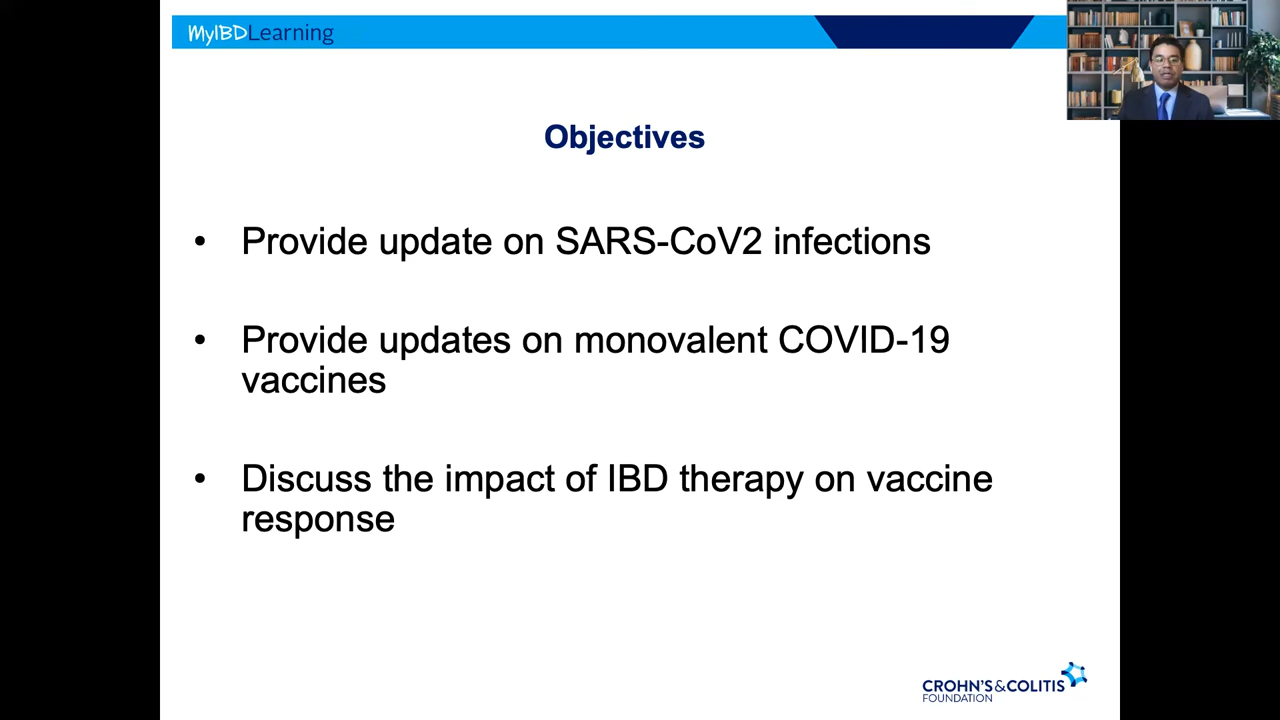 MyIBDLearning
Objectives
• Provide update on SARS-CoV2 infections
• Provide updates on monovalent COVID-19
vaccines
• Discuss the impact of IBD therapy on vaccine
response
CROHN'S & COLITIS
FOUNDATION